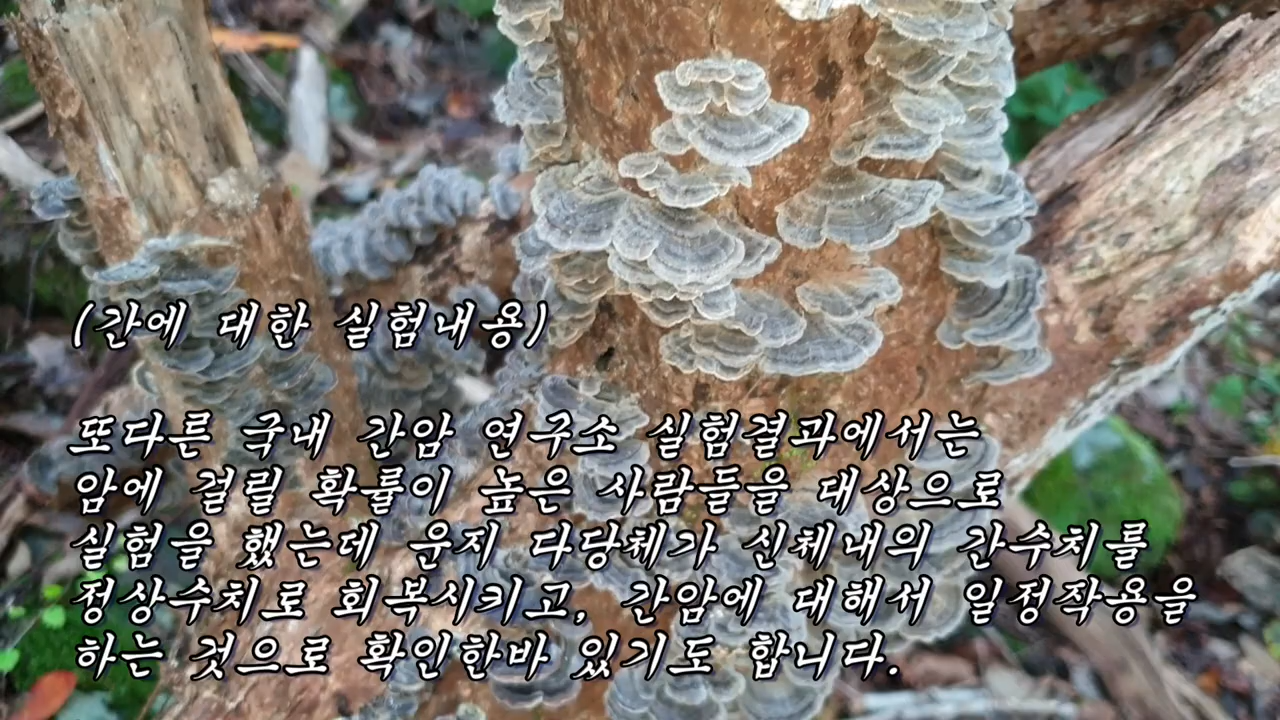 (간에 대한 실험내용)
또다른 국내 간암 연구소 실험결과에서는
암에 걸릴 확률이 높은 사람들을 대상으로
실험을 했는데 운지 다당체가 신체내의 간수치를
정상수치로 회복시키고, 간암에 대해서 일정작용을
하는 것으로 확인한바 있기도 합니다.